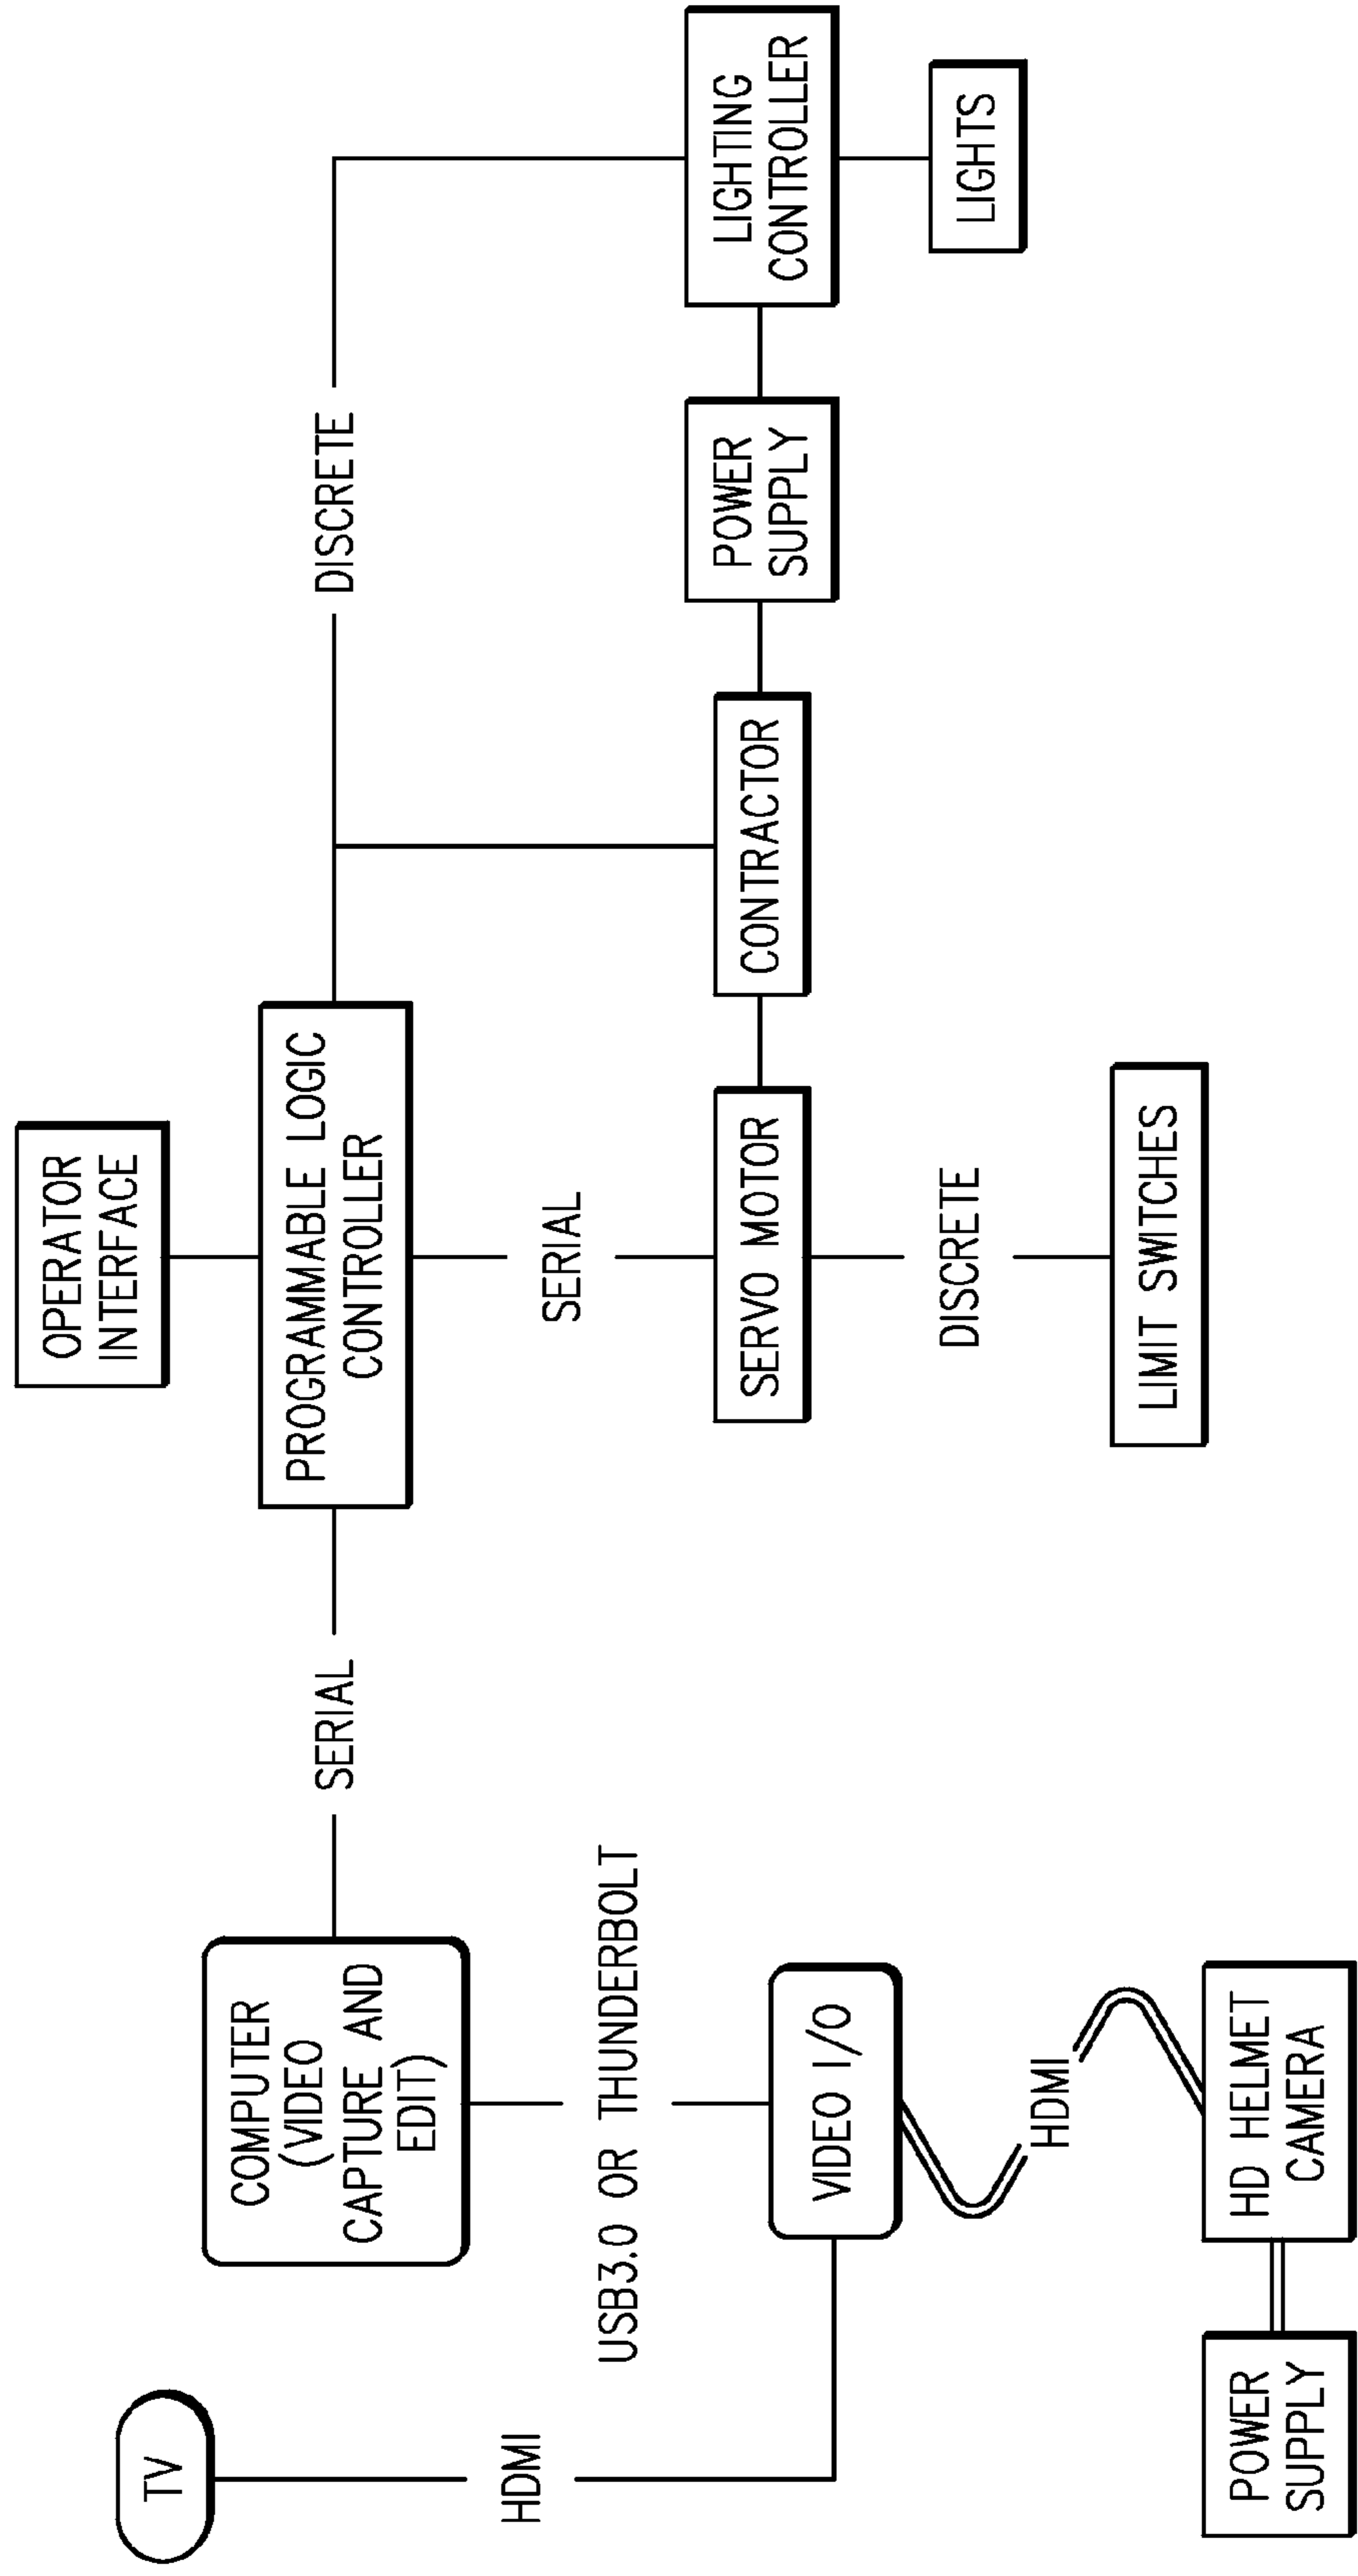 OPERATOR
INTERFACE
TV
COMPUTER
(VIDEO
CAPTURE AND
EDIT)
SERIAL
PROGRAMMABLE LOGIC
CONTROLLER
DISCRETE
HDMI
USB3.0 OR THUNDERBOLT
SERIAL
VIDEO I/O
SERVO MOTOR
CONTRACTOR
POWER
SUPPLY
LIGHTING
CONTROLLER
HDMI
DISCRETE
LIGHTS
POWER
SUPPLY
HD HELMET
CAMERA
LIMIT SWITCHES